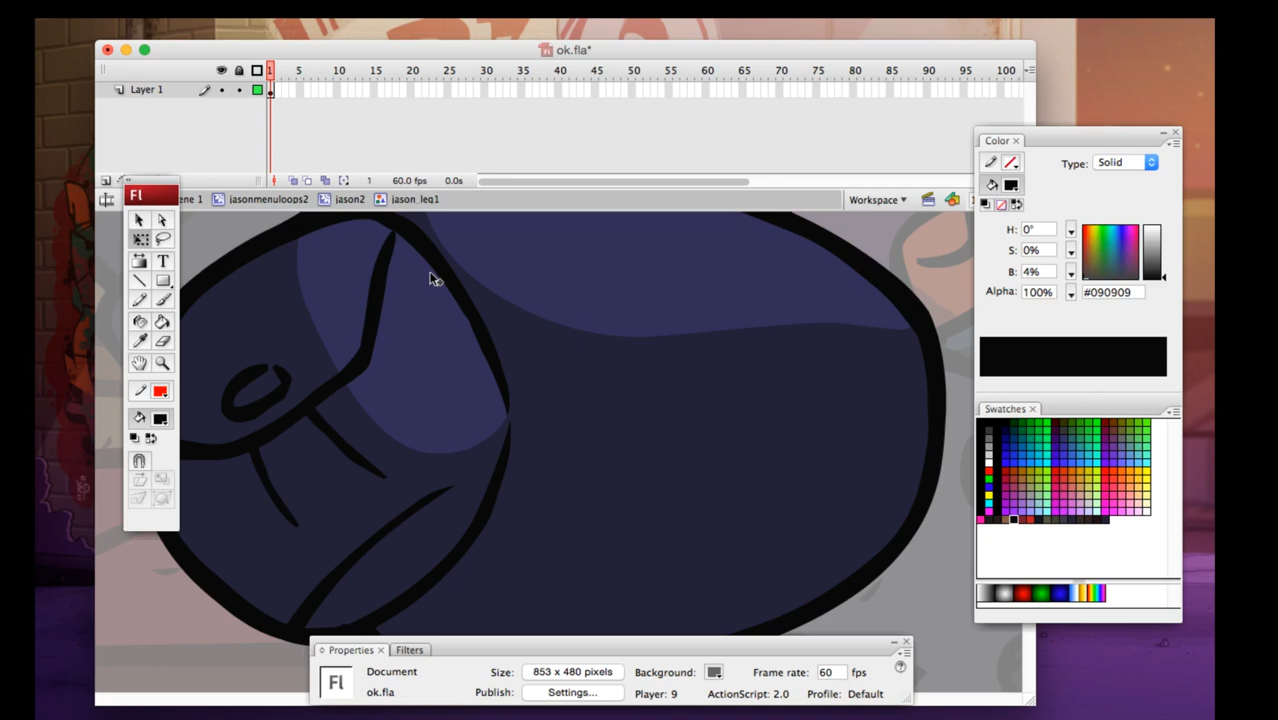 ok.fla*
1 5 10 15 20 25 30 35 40 45 50 55 60 65 70 75 80 85 90 95 100
Layer 1
1 60.0 fps 0.0s
Fl
ene 1 jasonmenuloops2 jason2 jason_leg1 Workspace
Color
Type: Solid
H: 0°
S: 0%
B: 4%
Alpha: 100% #090909
T
Swatches
Properties Filters
Fl
Document Size: 853 x 480 pixels Background: Frame rate: 60 fps
ok.fla Publish: Settings... Player: 9 ActionScript: 2.0 Profile: Default